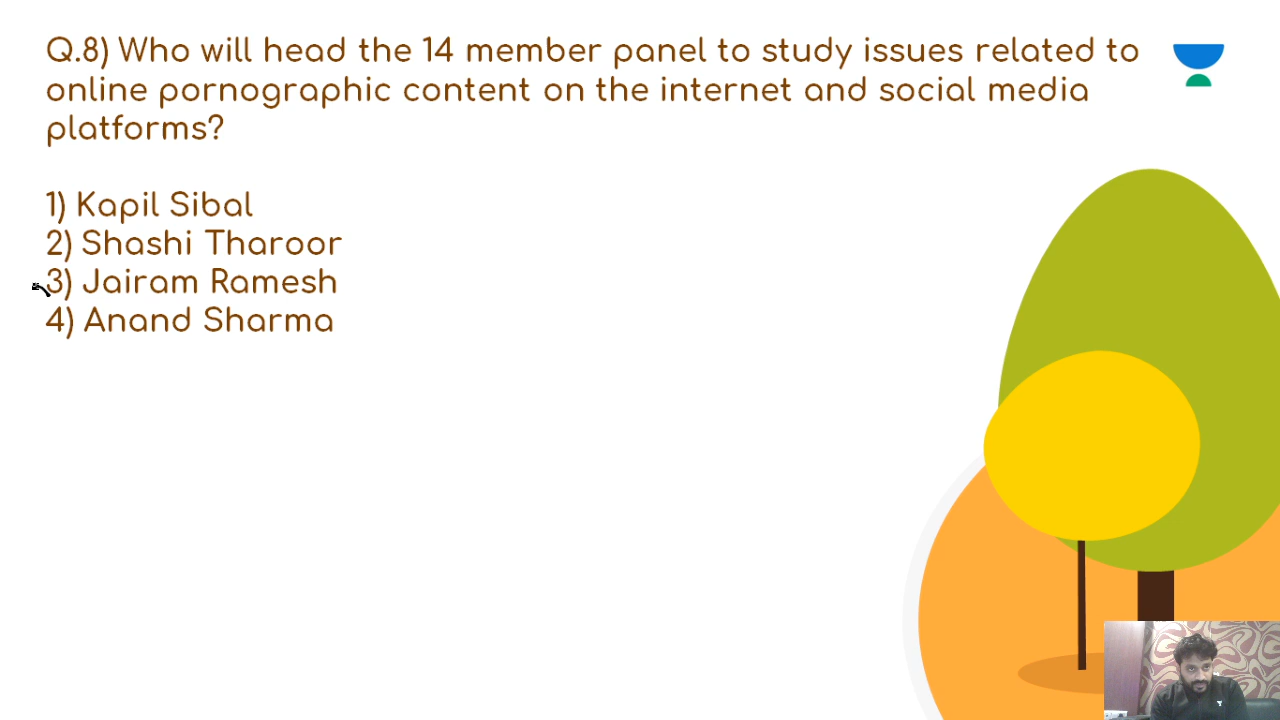 Q.8) Who will head the 14 member panel to study issues related to
online pornographic content on the internet and social media
platforms?
1) Kapil Sibal
2) Shashi Tharoor
3) Jairam Ramesh
4) Anand Sharma